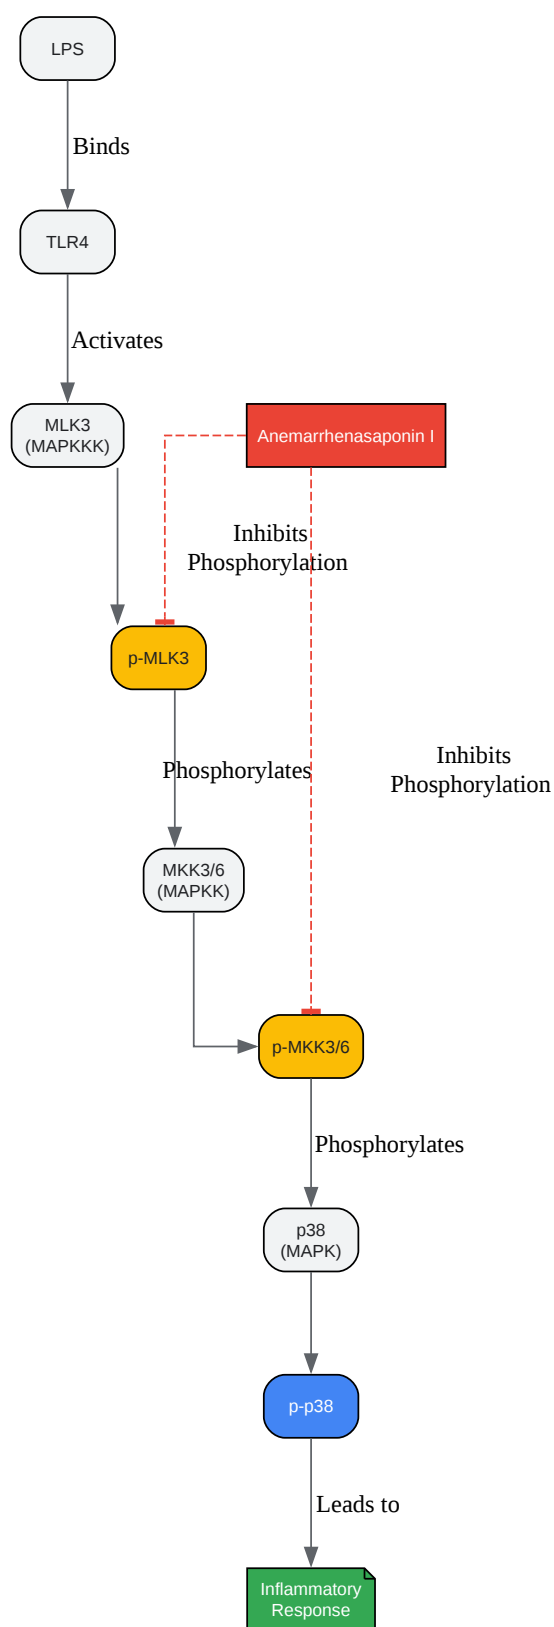 LPS
Binds
TLR4
Activates
MLK3
(MAPKKK)
Anemarrhenasaponin I
Inhibits
Phosphorylation
p-MLK3
Phosphorylates
Inhibits
Phosphorylation
MKK3/6
(MAPKK)
p-MKK3/6
Phosphorylates
p38
(MAPK)
p-p38
Leads to
Inflammatory
Response